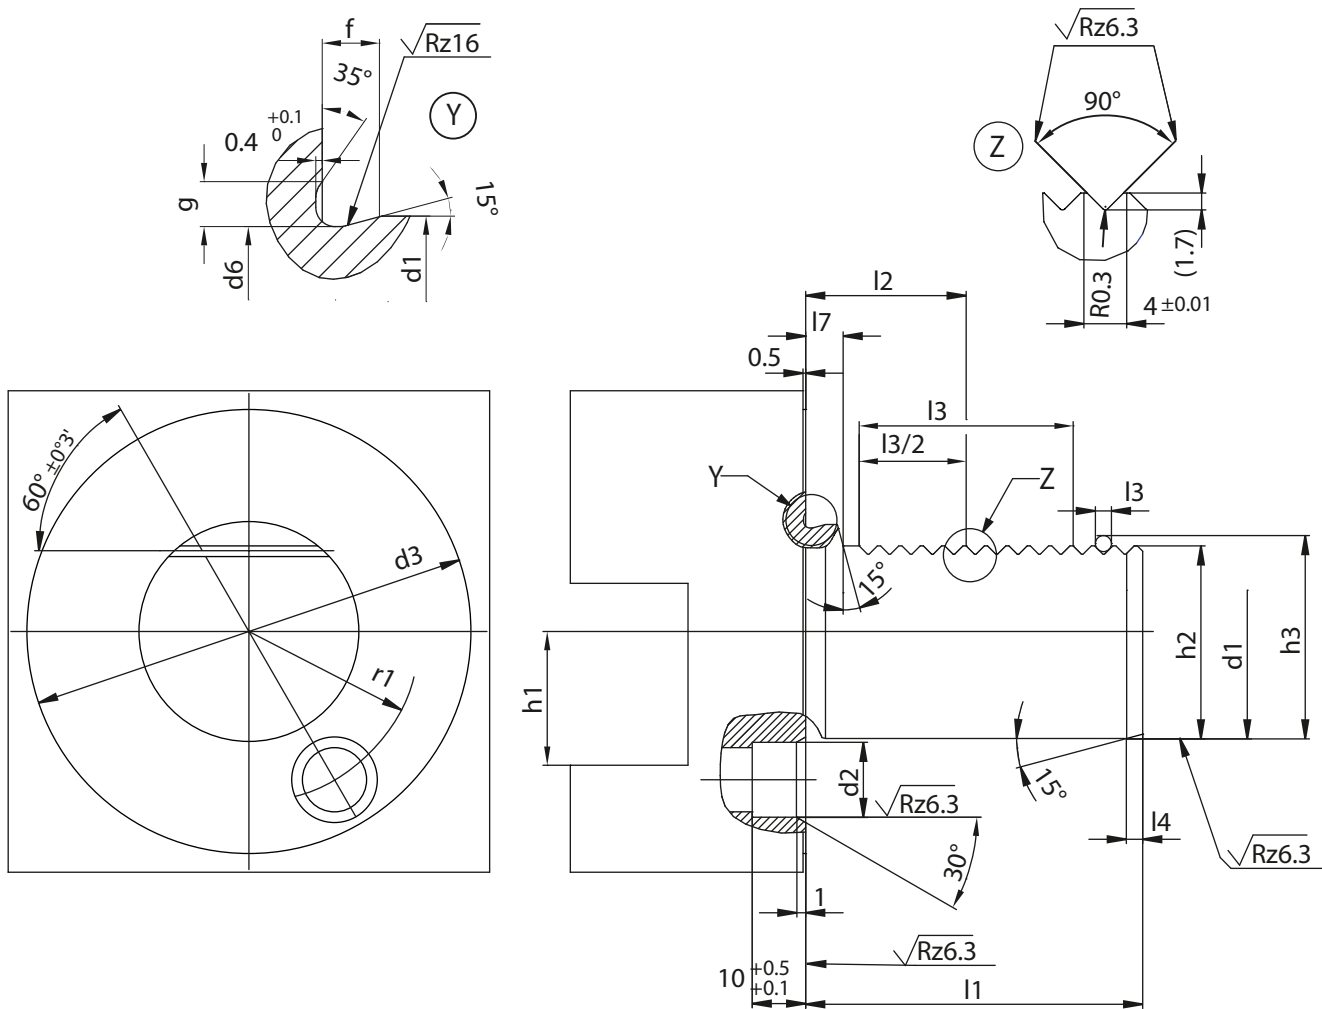 f
Rz16
35°
Y
0.4 +0.1 0
g
15°
d6
d1
Rz6.3
90°
Z
(1.7)
R0.3
4 ±0.01
l2
l7
0.5
l3
l3/2
Y
Z
l3
60° ±0°3'
d3
r1
15°
h1
h2
d1
h3
d2
Rz6.3
15°
l4
30°
Rz6.3
1
Rz6.3
10 +0.5 +0.1
l1